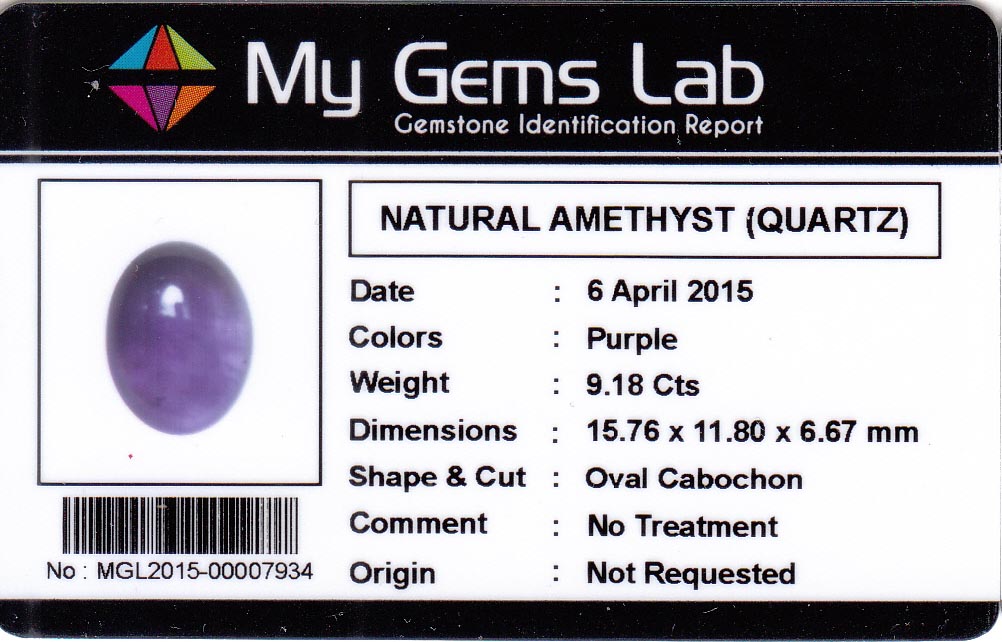 My Gems Lab
Gemstone Identification Report
NATURAL AMETHYST (QUARTZ)
Date : 6 April 2015
Colors : Purple
Weight : 9.18 Cts
Dimensions : 15.76 x 11.80 x 6.67 mm
Shape & Cut : Oval Cabochon
Comment : No Treatment
Origin : Not Requested
No : MGL2015-00007934